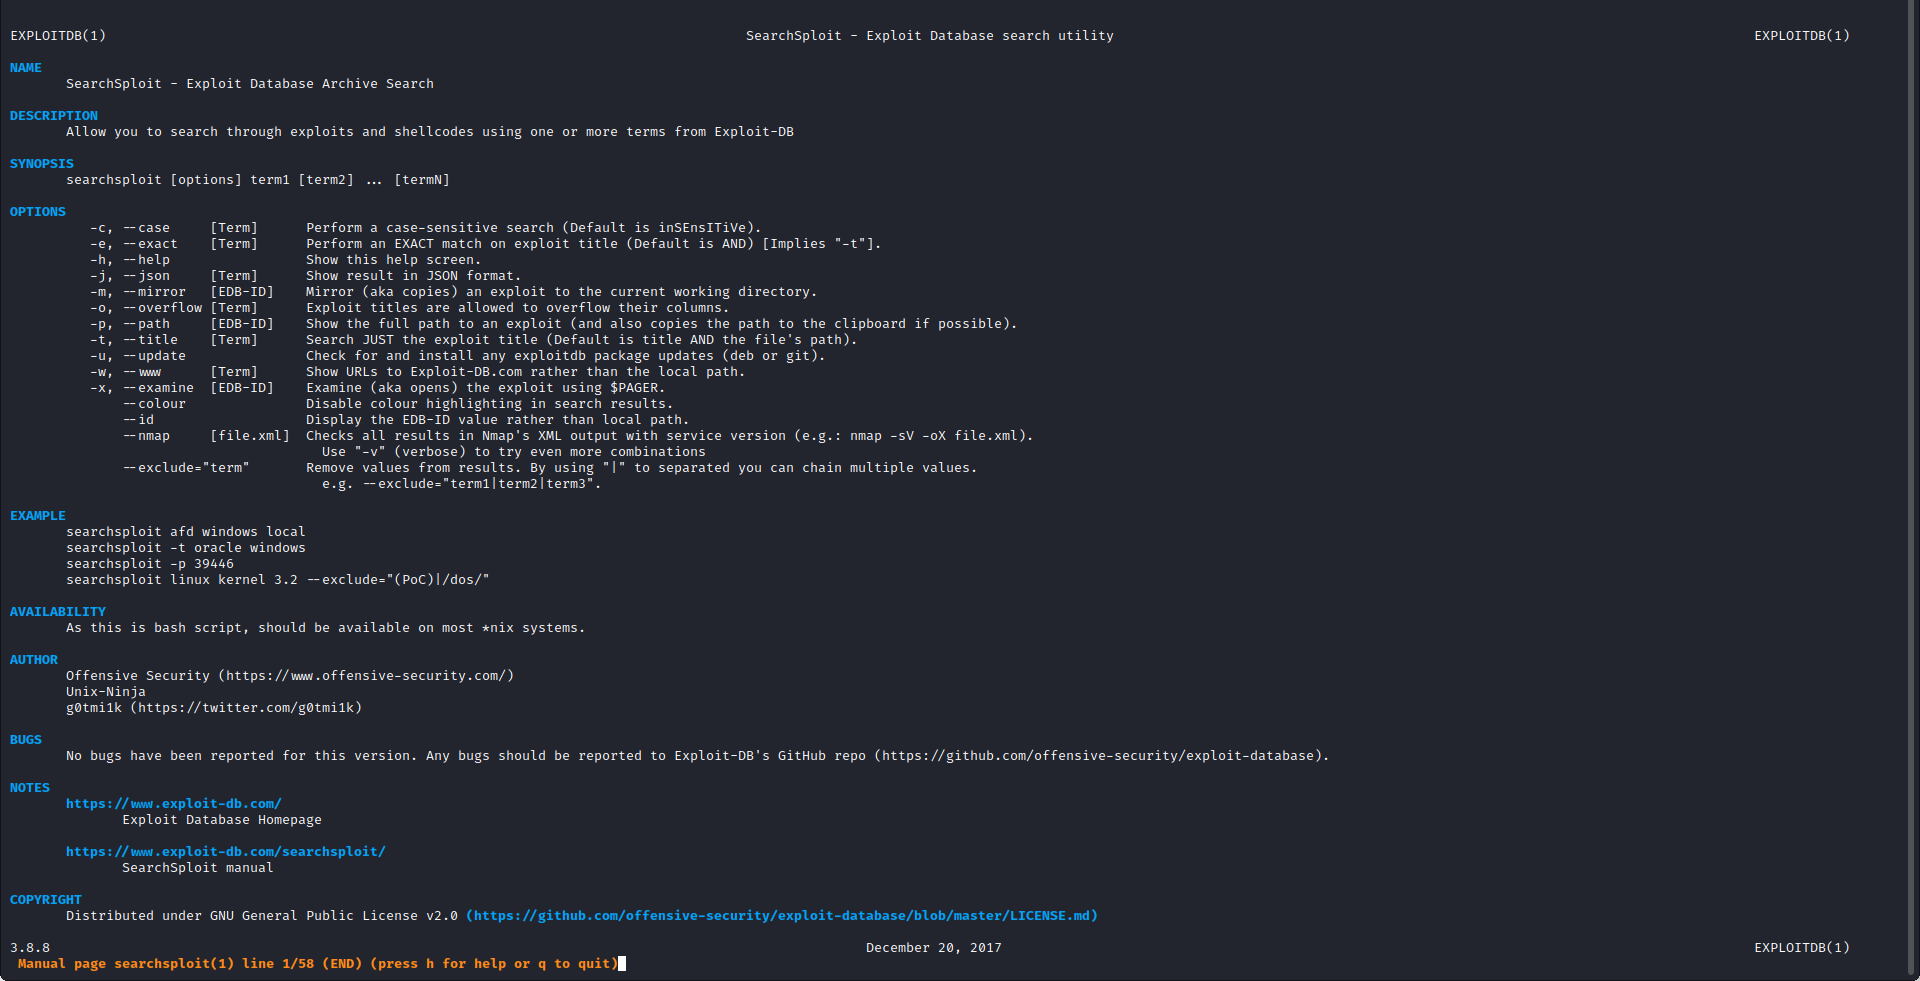 EXPLOITDB(1) SearchSploit - Exploit Database search utility EXPLOITDB(1)
NAME
SearchSploit - Exploit Database Archive Search
DESCRIPTION
Allow you to search through exploits and shellcodes using one or more terms from Exploit-DB
SYNOPSIS
searchsploit [options] term1 [term2] ... [termN]
OPTIONS
-c, --case [Term] Perform a case-sensitive search (Default is inSEnsITiVe).
-e, --exact [Term] Perform an EXACT match on exploit title (Default is AND) [Implies "-t"].
-h, --help Show this help screen.
-j, --json [Term] Show result in JSON format.
-m, --mirror [EDB-ID] Mirror (aka copies) an exploit to the current working directory.
-o, --overflow [Term] Exploit titles are allowed to overflow their columns.
-p, --path [EDB-ID] Show the full path to an exploit (and also copies the path to the clipboard if possible).
-t, --title [Term] Search JUST the exploit title (Default is title AND the file's path).
-u, --update Check for and install any exploitdb package updates (deb or git).
-w, --www [Term] Show URLs to Exploit-DB.com rather than the local path.
-x, --examine [EDB-ID] Examine (aka opens) the exploit using $PAGER.
--colour Disable colour highlighting in search results.
--id Display the EDB-ID value rather than local path.
--nmap [file.xml] Checks all results in Nmap's XML output with service version (e.g.: nmap -sV -oX file.xml).
Use "-v" (verbose) to try even more combinations
--exclude="term" Remove values from results. By using "|" to separated you can chain multiple values.
e.g. --exclude="term1|term2|term3".
EXAMPLE
searchsploit afd windows local
searchsploit -t oracle windows
searchsploit -p 39446
searchsploit linux kernel 3.2 --exclude="(PoC)|/dos/"
AVAILABILITY
As this is bash script, should be available on most *nix systems.
AUTHOR
Offensive Security (https://www.offensive-security.com/)
Unix-Ninja
g0tmi1k (https://twitter.com/g0tmi1k)
BUGS
No bugs have been reported for this version. Any bugs should be reported to Exploit-DB's GitHub repo (https://github.com/offensive-security/exploit-database).
NOTES
https://www.exploit-db.com/
Exploit Database Homepage
https://www.exploit-db.com/searchsploit/
SearchSploit manual
COPYRIGHT
Distributed under GNU General Public License v2.0 (https://github.com/offensive-security/exploit-database/blob/master/LICENSE.md)
3.8.8 December 20, 2017 EXPLOITDB(1)
Manual page searchsploit(1) line 1/58 (END) (press h for help or q to quit)